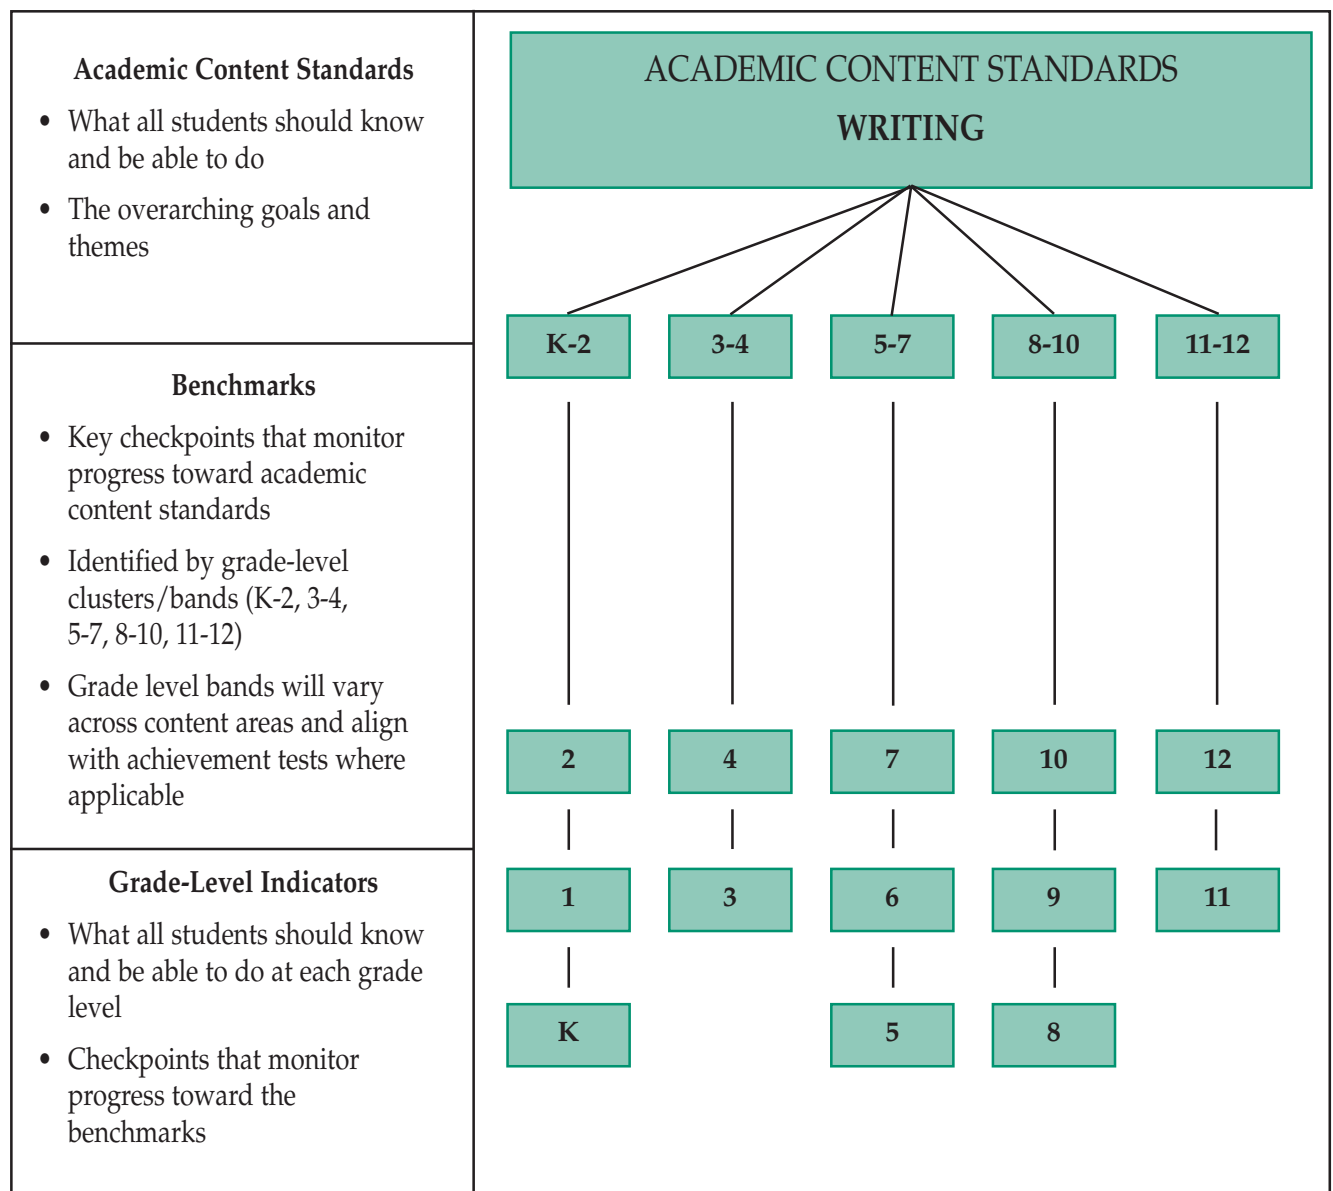 Academic Content Standards
• What all students should know
and be able to do
• The overarching goals and
themes
Benchmarks
• Key checkpoints that monitor
progress toward academic
content standards
• Identified by grade-level
clusters/bands (K-2, 3-4,
5-7, 8-10, 11-12)
• Grade level bands will vary
across content areas and align
with achievement tests where
applicable
Grade-Level Indicators
• What all students should know
and be able to do at each grade
level
• Checkpoints that monitor
progress toward the
benchmarks
ACADEMIC CONTENT STANDARDS
WRITING
K-2 3-4 5-7 8-10 11-12
2 4 7 10 12
1 3 6 9 11
K 5 8